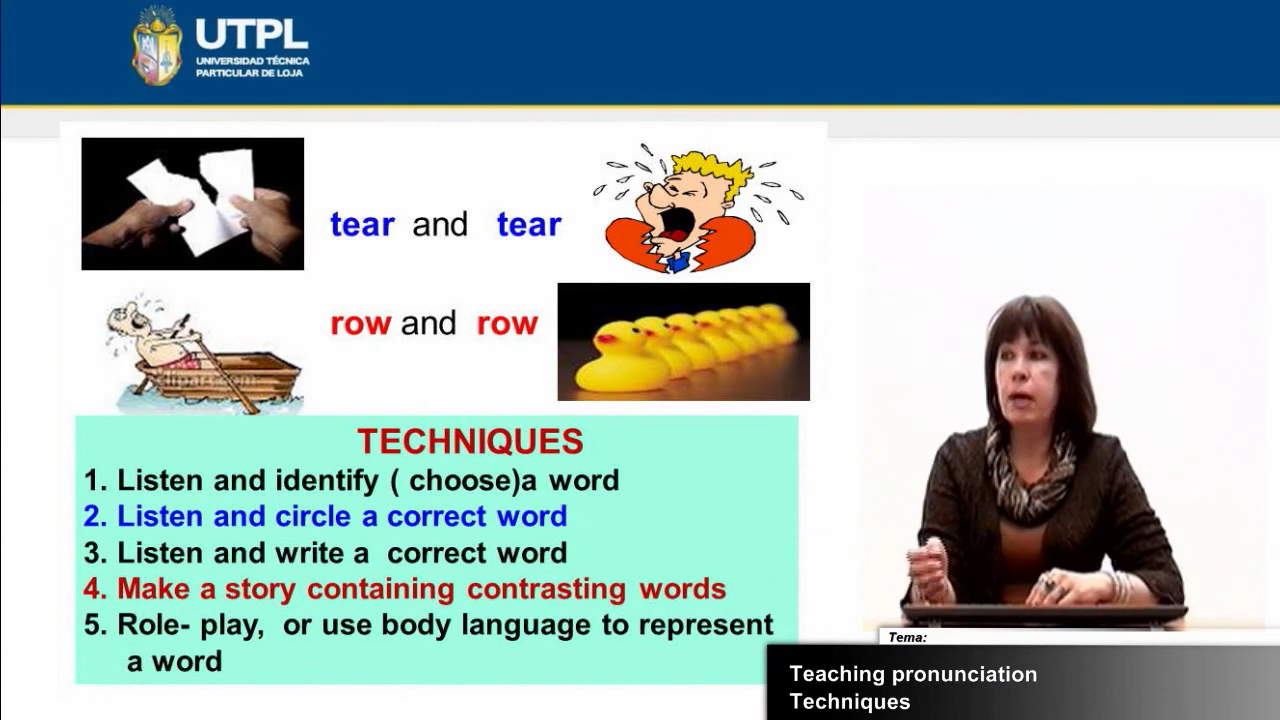 UTPL
UNIVERSIDAD TÉCNICA
PARTICULAR DE LOJA
tear and tear
row and row
TECHNIQUES
1. Listen and identify ( choose)a word
2. Listen and circle a correct word
3. Listen and write a correct word
4. Make a story containing contrasting words
5. Role- play, or use body language to represent
a word
Tema:
Teaching pronunciation
Techniques